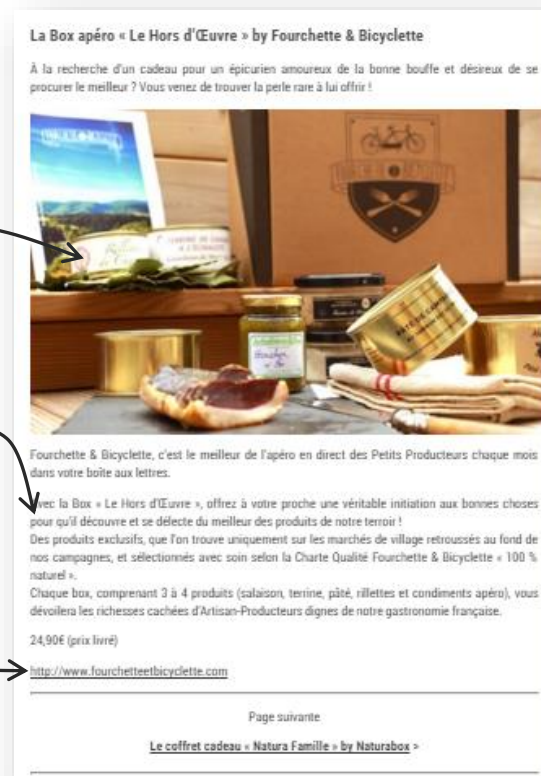 La Box apéro « Le Hors d'Œuvre » by Fourchette & Bicyclette
À la recherche d'un cadeau pour un épicurien amoureux de la bonne bouffe et désireux de se
procurer le meilleur ? Vous venez de trouver la perle rare à lui offrir !
FOURCHETTE & BICYCLETTE
Fourchette & Bicyclette, c'est le meilleur de l'apéro en direct des Petits Producteurs chaque mois
dans votre boîte aux lettres.
Avec la Box « Le Hors d'Œuvre », offrez à votre proche une véritable initiation aux bonnes choses
pour qu'il découvre et se délecte du meilleur des produits de notre terroir !
Des produits exclusifs, que l'on trouve uniquement sur les marchés de village retroussés au fond de
nos campagnes, et sélectionnés avec soin selon la Charte Qualité Fourchette & Bicyclette « 100 %
naturel ».
Chaque box, comprenant 3 à 4 produits (salaison, terrine, pâté, rillettes et condiments apéro), vous
dévoilera les richesses cachées d'Artisan-Producteurs dignes de notre gastronomie française.
24,90€ (prix livré)
http://www.fourchetteetbicyclette.com
Page suivante
Le coffret cadeau « Natura Famille » by Naturabox >